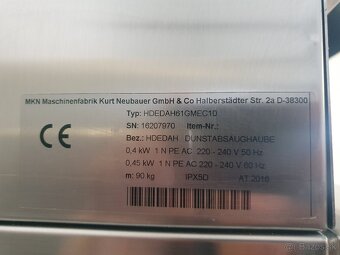 MKN Maschinenfabrik Kurt Neubauer GmbH & Co Halberstädter Str. 2a D-38300
Typ: HDEDAH61GMEC1D
SN: 16207970 Item-Nr.:
Bez.: HDEDAH DUNSTABSAUGHAUBE
0,4 kW 1 N PE AC 220 - 240 V 50 Hz
0,45 kW 1 N PE AC 220 - 240 V 60 Hz
m: 90 kg IPX5D AT 2016
CE